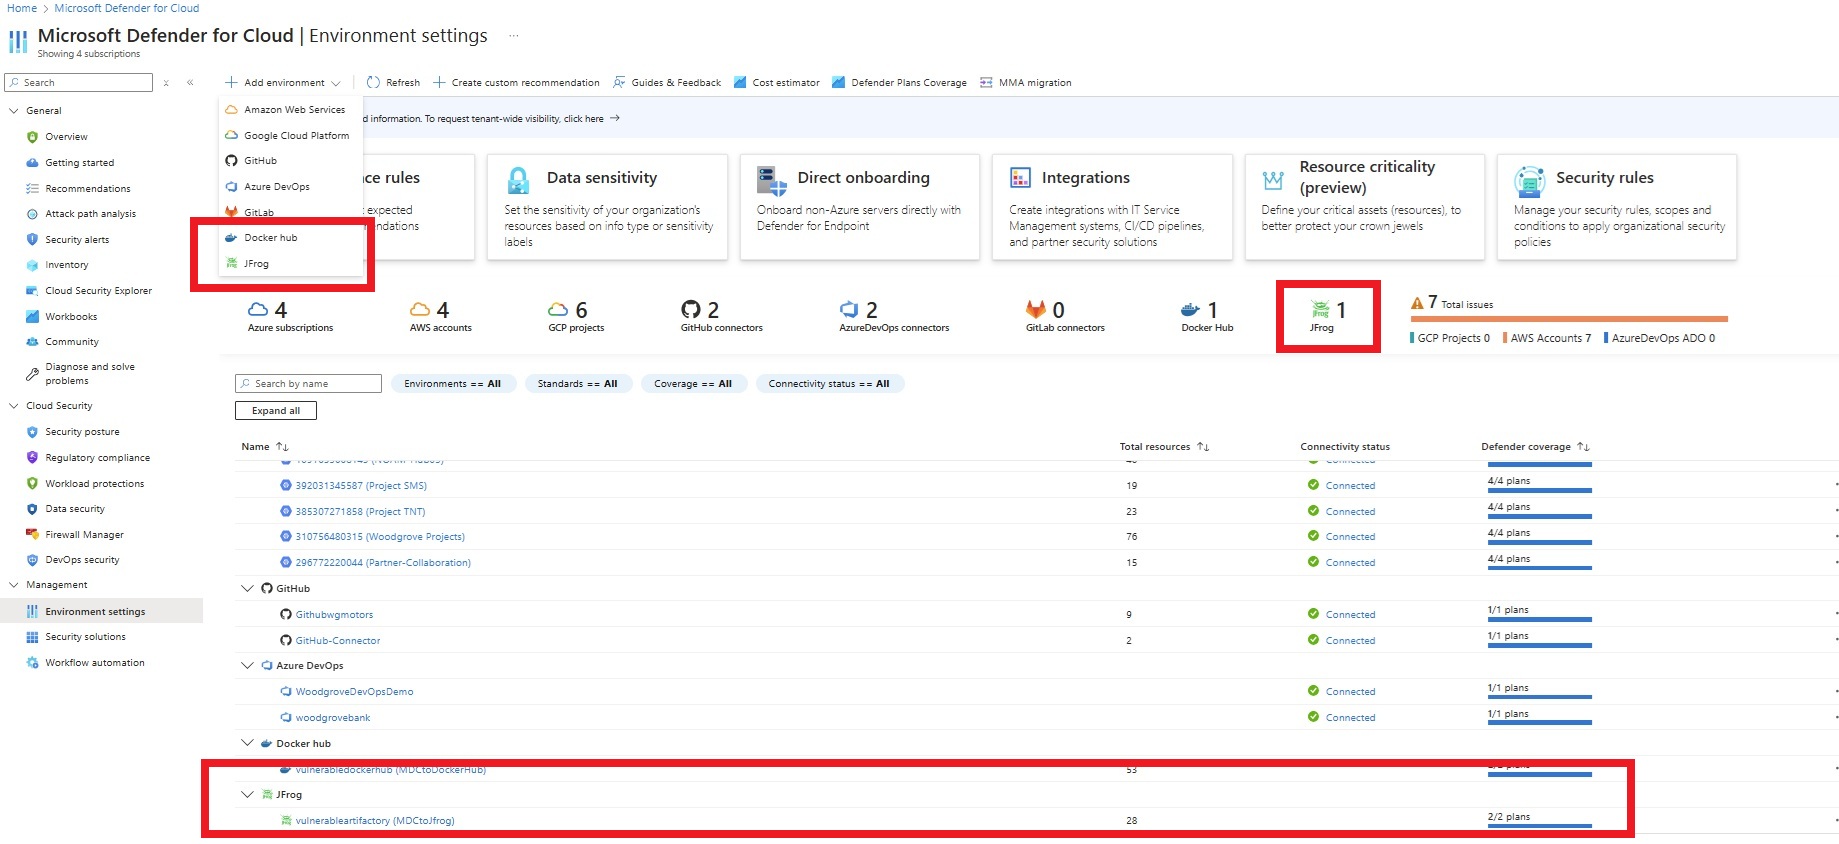 Home > Microsoft Defender for Cloud
Microsoft Defender for Cloud | Environment settings ...
Showing 4 subscriptions
Search
Add environment
Refresh
Create custom recommendation
Guides & Feedback
Cost estimator
Defender Plans Coverage
MMA migration
General
Overview
Getting started
Recommendations
Attack path analysis
Security alerts
Inventory
Cloud Security Explorer
Workbooks
Community
Diagnose and solve
problems
Cloud Security
Security posture
Regulatory compliance
Workload protections
Data security
Firewall Manager
DevOps security
Management
Environment settings
Security solutions
Workflow automation
Amazon Web Services
Google Cloud Platform
GitHub
Azure DevOps
GitLab
Docker hub
JFrog
d information. To request tenant-wide visibility, click here →
ce rules
expected
ndations
Data sensitivity
Set the sensitivity of your organization's
resources based on info type or sensitivity
labels
Direct onboarding
Onboard non-Azure servers directly with
Defender for Endpoint
Integrations
Create integrations with IT Service
Management systems, CI/CD pipelines,
and partner security solutions
Resource criticality
(preview)
Define your critical assets (resources), to
better protect your crown jewels
Security rules
Manage your security rules, scopes and
conditions to apply organizational security
policies
4
Azure subscriptions
4
AWS accounts
6
GCP projects
2
GitHub connectors
2
AzureDevOps connectors
0
GitLab connectors
1
Docker Hub
1
JFrog
7 Total issues
GCP Projects 0
AWS Accounts 7
AzureDevOps ADO 0
Search by name
Environments == All
Standards == All
Coverage == All
Connectivity status == All
Expand all
Name
Total resources
Connectivity status
Defender coverage
392031345587 (Project SMS) 19 Connected 4/4 plans
385307271858 (Project TNT) 23 Connected 4/4 plans
310756480315 (Woodgrove Projects) 76 Connected 4/4 plans
296772220044 (Partner-Collaboration) 15 Connected 4/4 plans
GitHub
Githubwgmotors 9 Connected 1/1 plans
GitHub-Connector 2 Connected 1/1 plans
Azure DevOps
WoodgroveDevOpsDemo Connected 1/1 plans
woodgrovebank Connected 1/1 plans
Docker hub
vulnerabledockerhub (MDCtoDockerHub) 53
JFrog
vulnerableartifactory (MDCtoJfrog) 28 2/2 plans